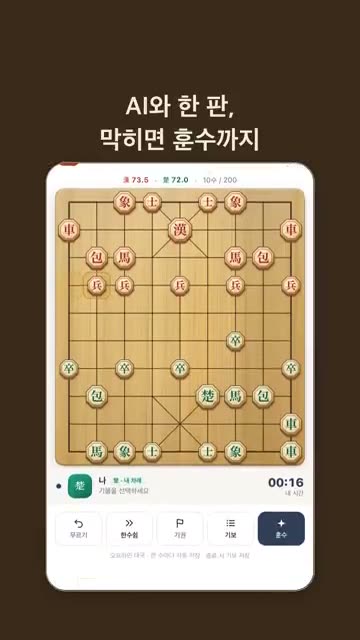 AI와 한 판,
막히면 훈수까지
漢 73.5 · 楚 72.0 · 10수 / 200
象 士 士 象
車 漢 車
包 馬 馬 包
兵 兵 兵 兵 兵
卒
卒 卒 卒 卒
包 楚 馬 包
車
馬 象 士 士 象 車
楚 나 楚 · 내 차례 00:16
기물을 선택하세요 내 시간
무르기 한수쉼 기권 기보 훈수